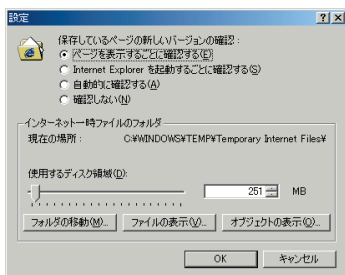 設定
保存しているページの新しいバージョンの確認:
ページを表示するごとに確認する(E)
Internet Explorer を起動するごとに確認する(S)
自動的に確認する(A)
確認しない(N)
インターネット一時ファイルのフォルダ
現在の場所: C:¥WINDOWS¥TEMP¥Temporary Internet Files¥
使用するディスク領域(D):
251 MB
フォルダの移動(M)... ファイルの表示(V)... オブジェクトの表示(O)...
OK キャンセル